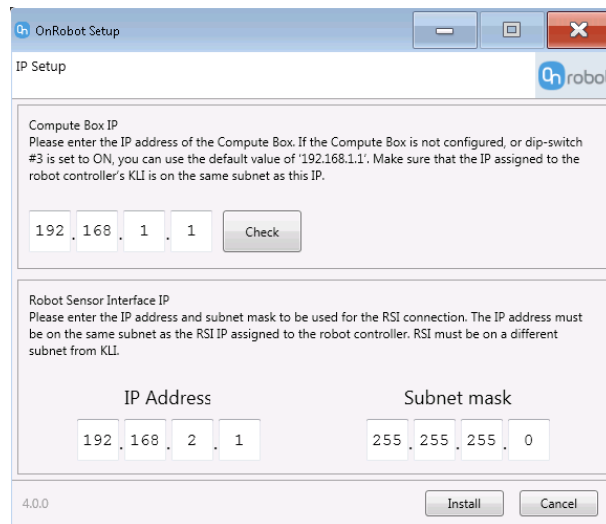 OnRobot Setup
IP Setup
On robot
Compute Box IP
Please enter the IP address of the Compute Box. If the Compute Box is not configured, or dip-switch
#3 is set to ON, you can use the default value of '192.168.1.1'. Make sure that the IP assigned to the
robot controller's KLI is on the same subnet as this IP.
192 . 168 . 1 . 1 Check
Robot Sensor Interface IP
Please enter the IP address and subnet mask to be used for the RSI connection. The IP address must
be on the same subnet as the RSI IP assigned to the robot controller. RSI must be on a different
subnet from KLI.
IP Address Subnet mask
192 . 168 . 2 . 1 255 . 255 . 255 . 0
4.0.0 Install Cancel